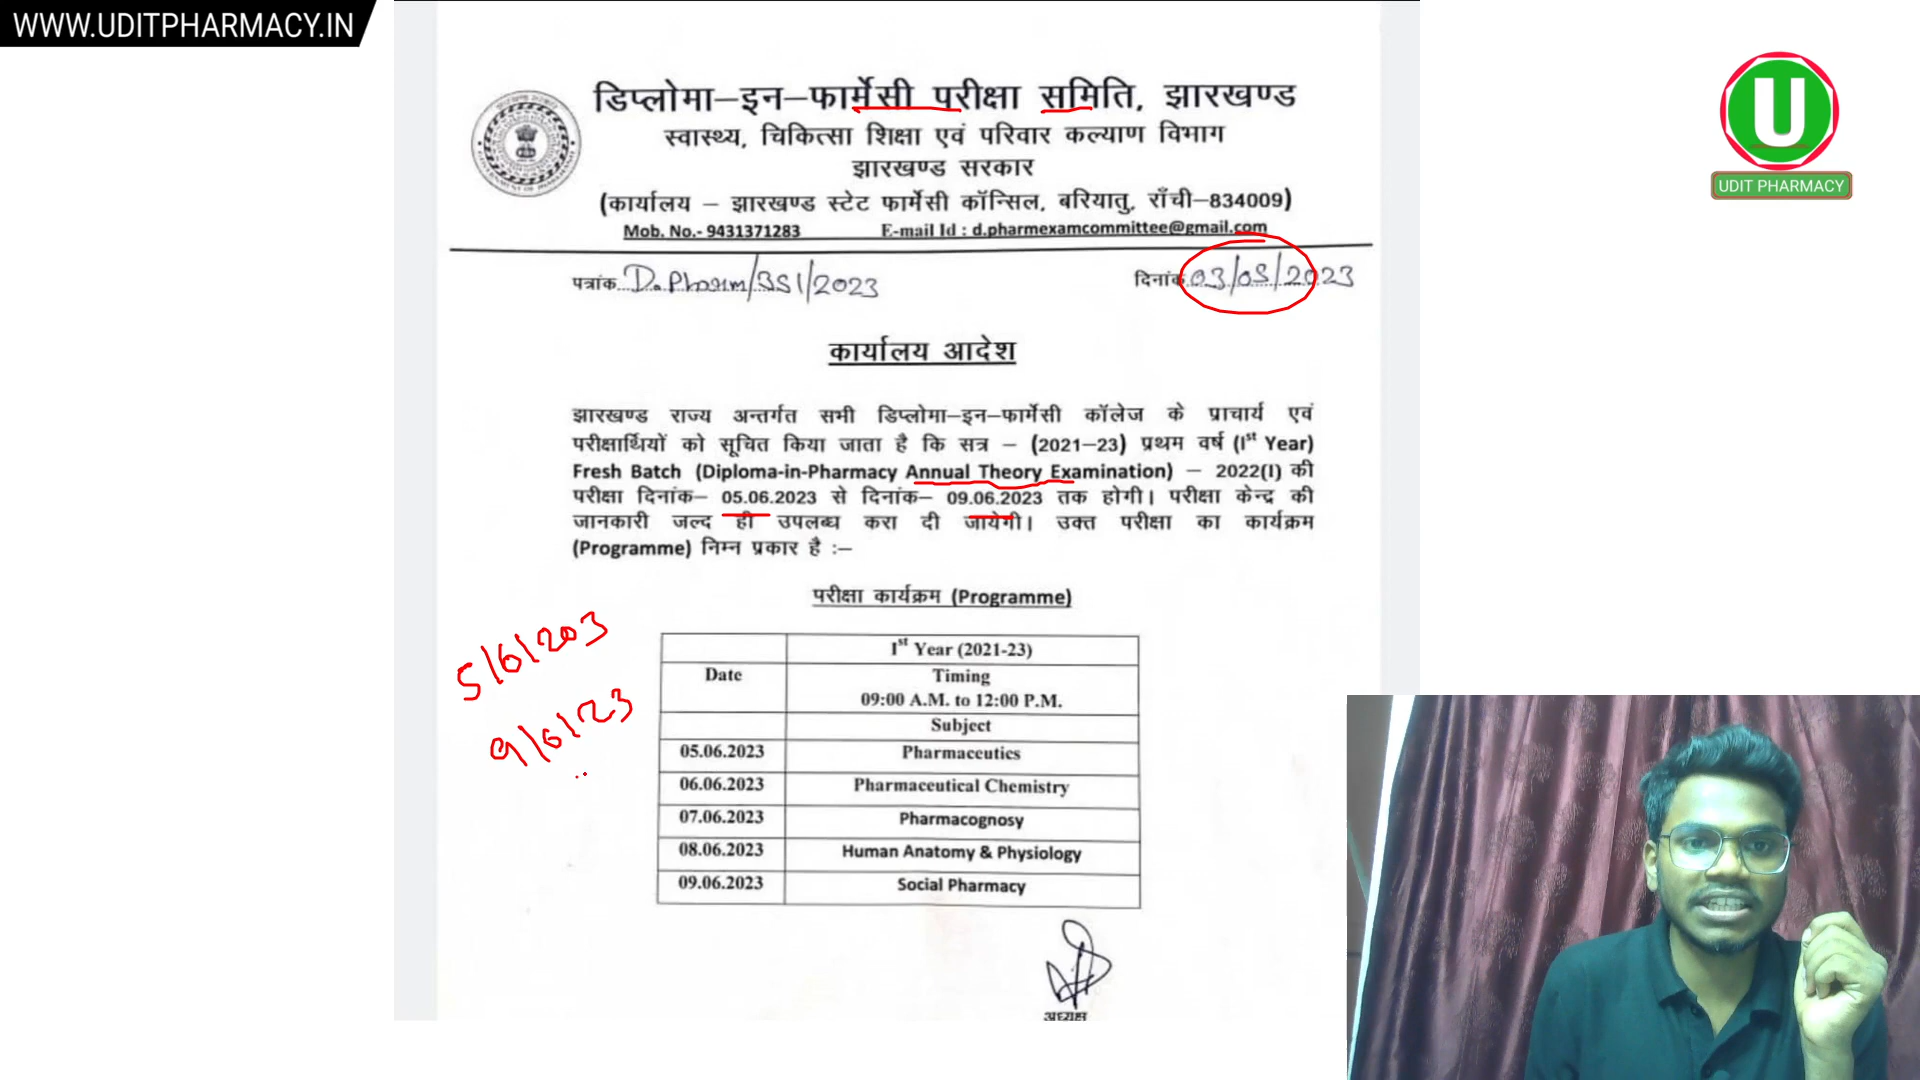 WWW.UDITPHARMACY.IN
U
UDIT PHARMACY
डिप्लोमा–इन–फार्मेसी परीक्षा समिति, झारखण्ड
स्वास्थ्य, चिकित्सा शिक्षा एवं परिवार कल्याण विभाग
झारखण्ड सरकार
(कार्यालय – झारखण्ड स्टेट फार्मेसी कॉन्सिल, बरियातु, राँची–834009)
Mob. No.- 9431371283 E-mail Id : d.pharmexamcommittee@gmail.com
पत्रांक D.Pharm/351/2023 दिनांक 03/05/2023
कार्यालय आदेश
झारखण्ड राज्य अन्तर्गत सभी डिप्लोमा–इन–फार्मेसी कॉलेज के प्राचार्य एवं
परीक्षार्थियों को सूचित किया जाता है कि सत्र – (2021–23) प्रथम वर्ष (Ist Year)
Fresh Batch (Diploma-in-Pharmacy Annual Theory Examination) – 2022(I) की
परीक्षा दिनांक– 05.06.2023 से दिनांक– 09.06.2023 तक होगी। परीक्षा केन्द्र की
जानकारी जल्द ही उपलब्ध करा दी जायेगी। उक्त परीक्षा का कार्यक्रम
(Programme) निम्न प्रकार है :–
परीक्षा कार्यक्रम (Programme)
5/6/203
9/6/23
Ist Year (2021-23)
Date Timing
09:00 A.M. to 12:00 P.M.
Subject
05.06.2023 Pharmaceutics
06.06.2023 Pharmaceutical Chemistry
07.06.2023 Pharmacognosy
08.06.2023 Human Anatomy & Physiology
09.06.2023 Social Pharmacy
अध्यक्ष